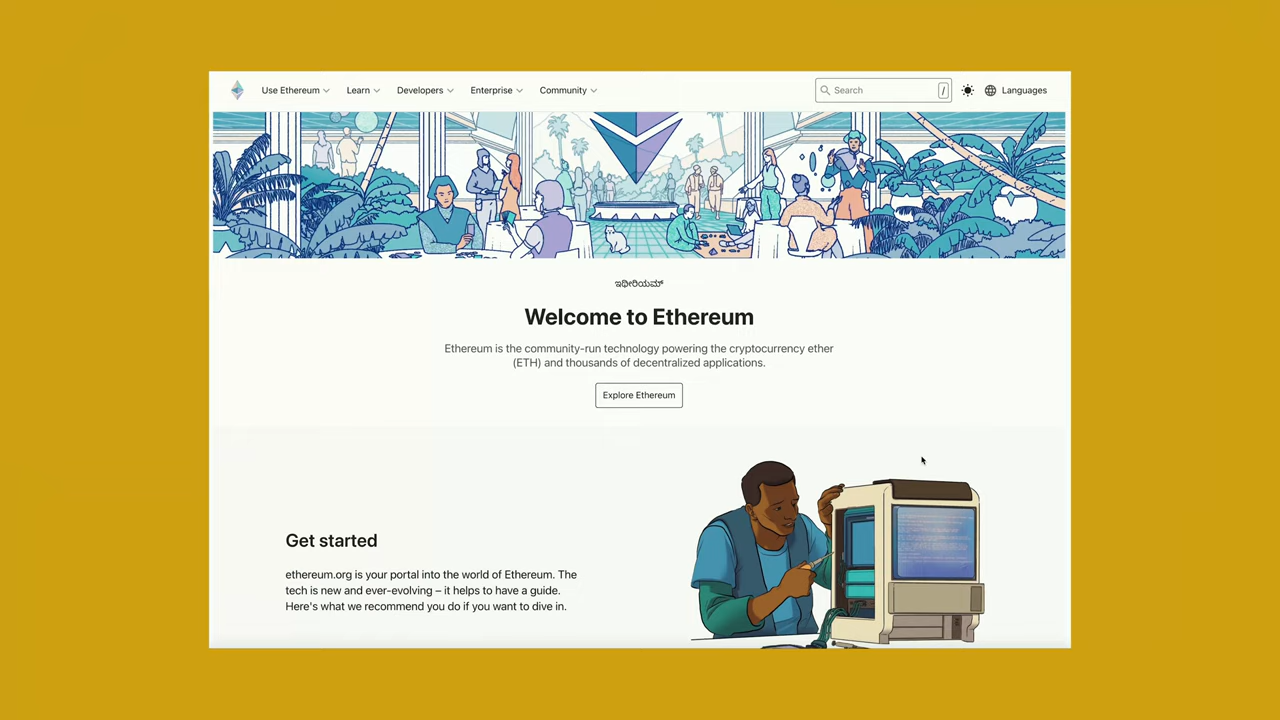 Use Ethereum
Learn
Developers
Enterprise
Community
Search
/
Languages
ಇಥೀರಿಯಮ್
Welcome to Ethereum
Ethereum is the community-run technology powering the cryptocurrency ether
(ETH) and thousands of decentralized applications.
Explore Ethereum
Get started
ethereum.org is your portal into the world of Ethereum. The
tech is new and ever-evolving – it helps to have a guide.
Here's what we recommend you do if you want to dive in.